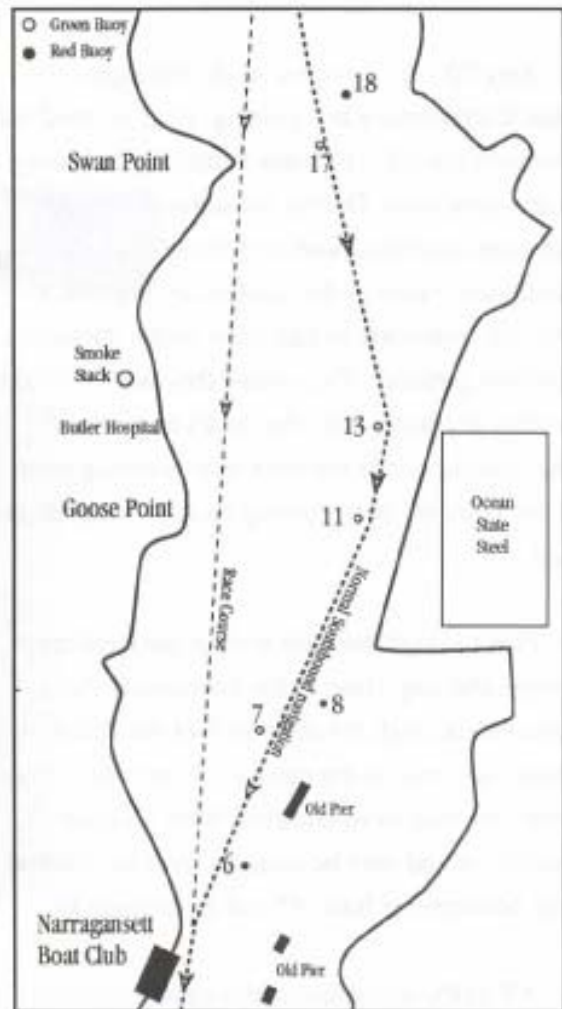 Green Buoy
Red Buoy
18
17
Swan Point
Smoke
Stack
Butler Hospital
13
Goose Point
11
Ocean
State
Steel
Race Course
Normal Southbound navigation
8
7
Old Pier
6
Narragansett
Boat Club
Old Pier